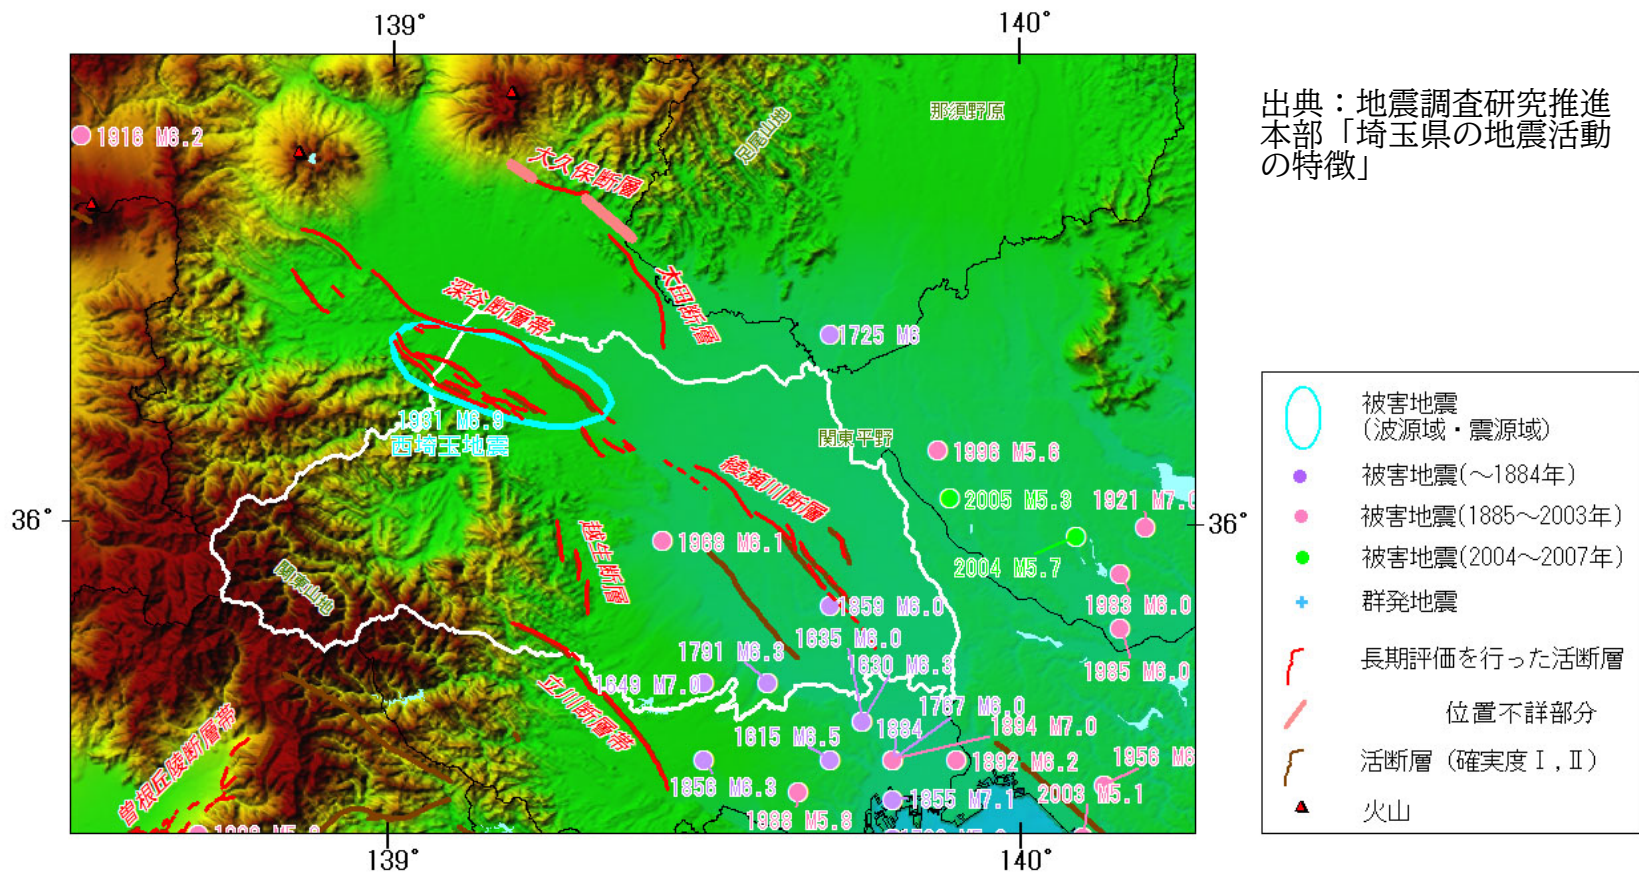 139°
140°
出典：地震調査研究推進
本部「埼玉県の地震活動
の特徴」
那須野原
足尾山地
1916 M6.2
大久保断層
太田断層
深谷断層帯
1725 M6
1931 M6.9
西埼玉地震
関東平野
1996 M5.6
綾瀬川断層
2005 M5.3
1921 M7.0
36°
36°
越生断層
1968 M6.1
2004 M5.7
関東山地
1983 M6.0
1859 M6.0
1635 M6.0
1630 M6.3
1985 M6.0
1791 M6.3
1649 M7.0
立川断層帯
1767 M6.0
1884
1894 M7.0
1615 M6.5
曽根丘陵断層帯
1892 M6.2
1956 M6
1856 M6.3
2003 M5.1
1855 M7.1
1988 M5.8
139°
140°
被害地震
(波源域・震源域)
被害地震(～1884年)
被害地震(1885～2003年)
被害地震(2004～2007年)
群発地震
長期評価を行った活断層
位置不詳部分
活断層（確実度Ⅰ,Ⅱ）
火山